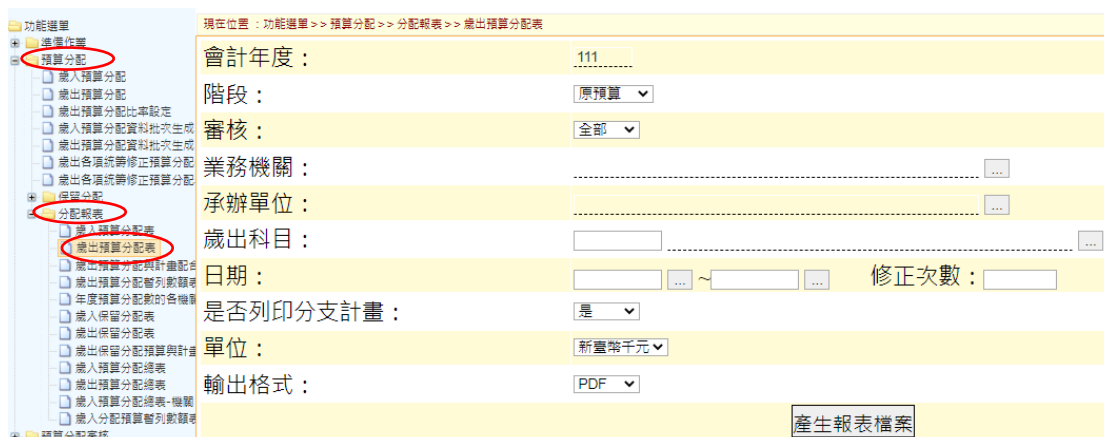 功能選單
準備作業
預算分配
歲入預算分配
歲出預算分配
歲出預算分配比率設定
歲入預算分配資料批次生成
歲出預算分配資料批次生成
歲出各項統籌修正預算分配
歲出各項統籌修正預算分配
保留分配
分配報表
歲入預算分配表
歲出預算分配表
歲出預算分配與計畫配合
歲出預算分配暫列數額表
年度預算分配數的各機關
歲入保留分配表
歲出保留分配表
歲出保留分配預算與計畫
歲入預算分配總表
歲出預算分配總表
歲入預算分配總表-機關
歲入分配預算暫列數額表
預算分配審核
現在位置：功能選單>>預算分配>>分配報表>>歲出預算分配表
會計年度： 111
階段： 原預算
審核： 全部
業務機關： ...
承辦單位： ...
歲出科目： ...
日期： ... ~ ... 修正次數：
是否列印分支計畫： 是
單位： 新臺幣千元
輸出格式： PDF
產生報表檔案